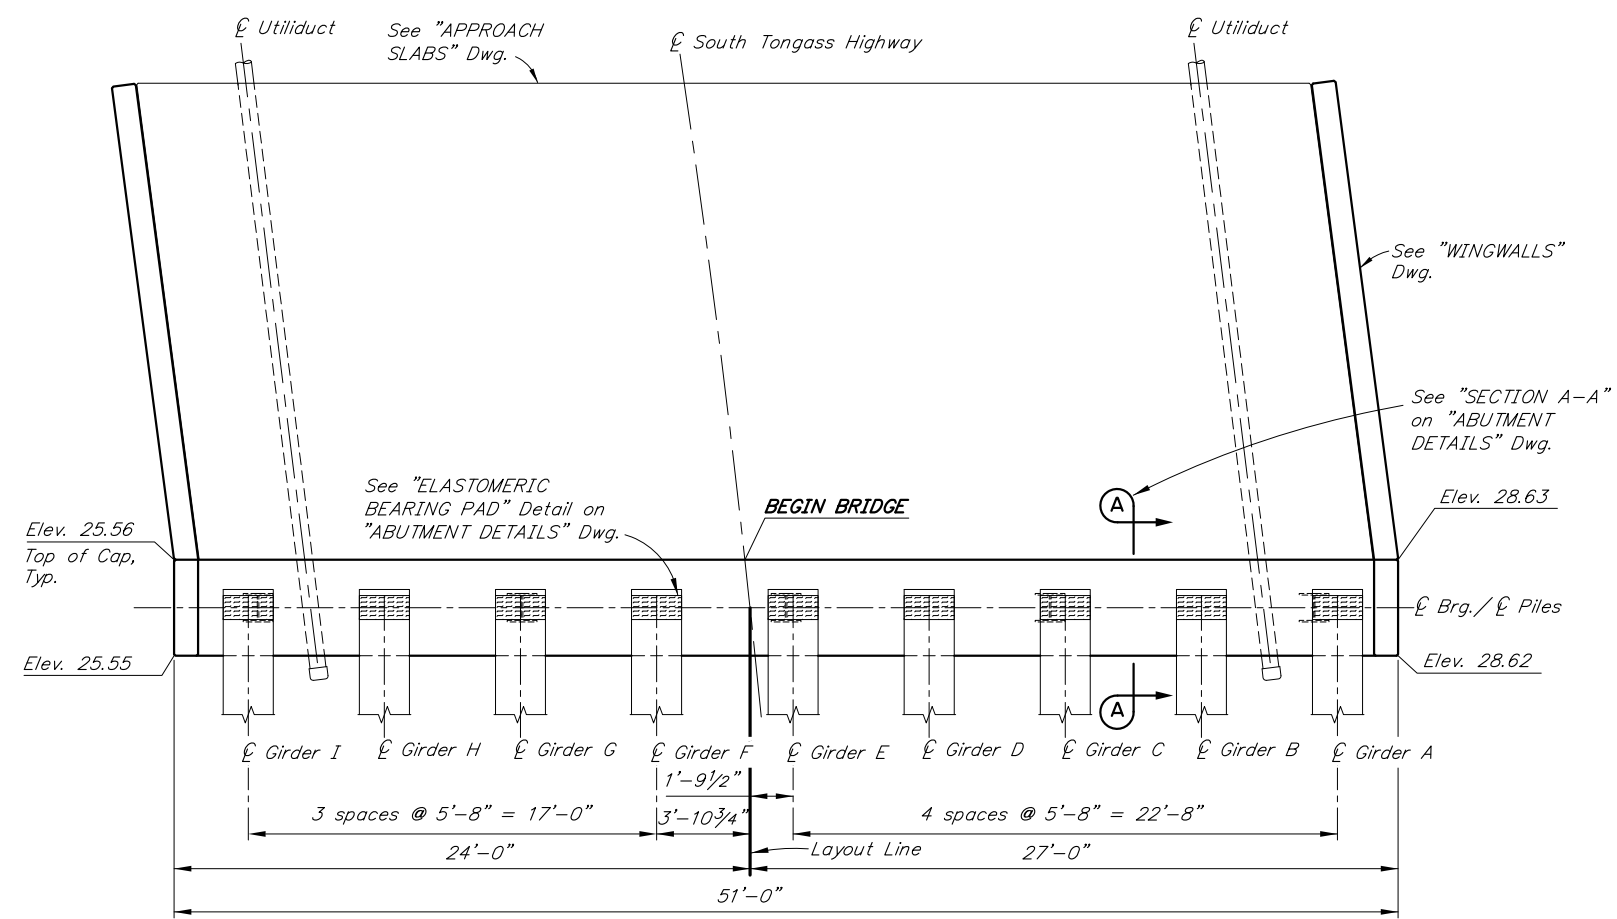 ℄ Utiliduct
See "APPROACH
SLABS" Dwg.
℄ South Tongass Highway
℄ Utiliduct
See "WINGWALLS"
Dwg.
See "SECTION A-A"
on "ABUTMENT
DETAILS" Dwg.
See "ELASTOMERIC
BEARING PAD" Detail on
"ABUTMENT DETAILS" Dwg.
BEGIN BRIDGE
A
Elev. 28.63
Elev. 25.56
Top of Cap,
Typ.
℄ Brg./ ℄ Piles
Elev. 25.55
Elev. 28.62
A
℄ Girder I
℄ Girder H
℄ Girder G
℄ Girder F
℄ Girder E
℄ Girder D
℄ Girder C
℄ Girder B
℄ Girder A
1'-9 1/2"
3 spaces @ 5'-8" = 17'-0"
3'-10 3/4"
4 spaces @ 5'-8" = 22'-8"
24'-0"
Layout Line
27'-0"
51'-0"